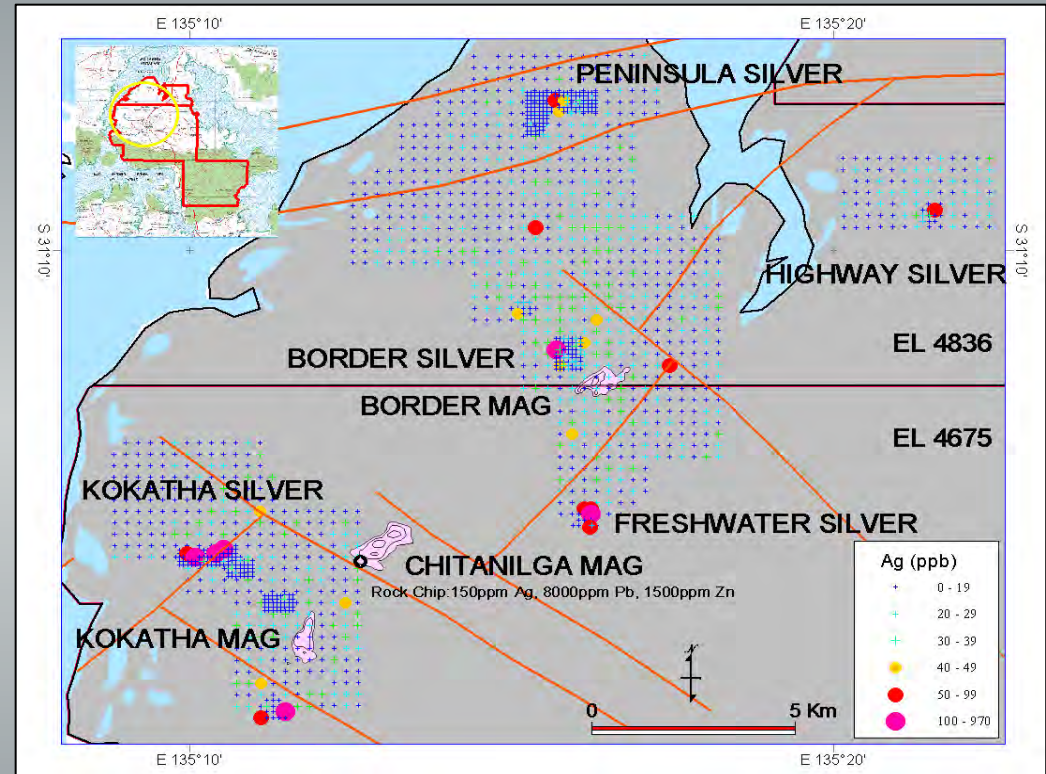 E 135°10'
E 135°20'
PENINSULA SILVER
S 31°10'
S 31°10'
HIGHWAY SILVER
EL 4836
BORDER SILVER
BORDER MAG
EL 4675
KOKATHA SILVER
FRESHWATER SILVER
CHITANILGA MAG
Rock Chip:150ppm Ag, 8000ppm Pb, 1500ppm Zn
KOKATHA MAG
N
0 5 Km
Ag (ppb)
0 - 19
20 - 29
30 - 39
40 - 49
50 - 99
100 - 970
E 135°10'
E 135°20'